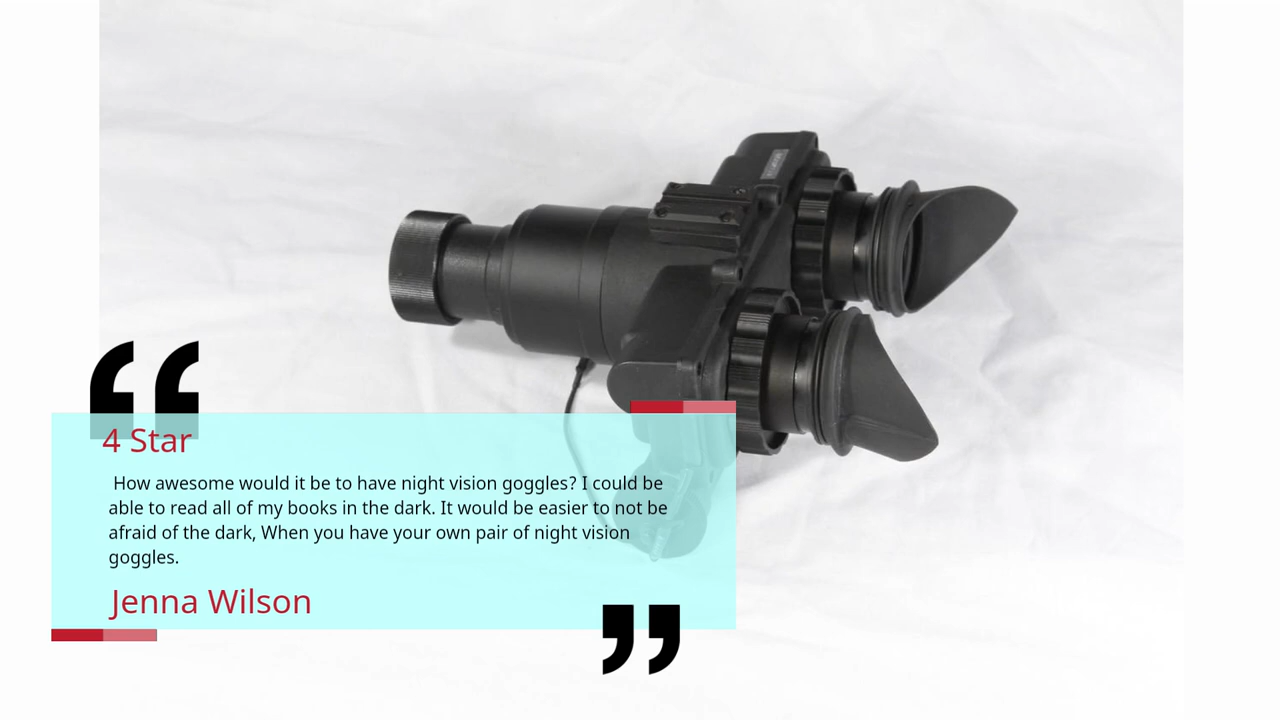 4 Star
How awesome would it be to have night vision goggles? I could be
able to read all of my books in the dark. It would be easier to not be
afraid of the dark, When you have your own pair of night vision
goggles.
Jenna Wilson